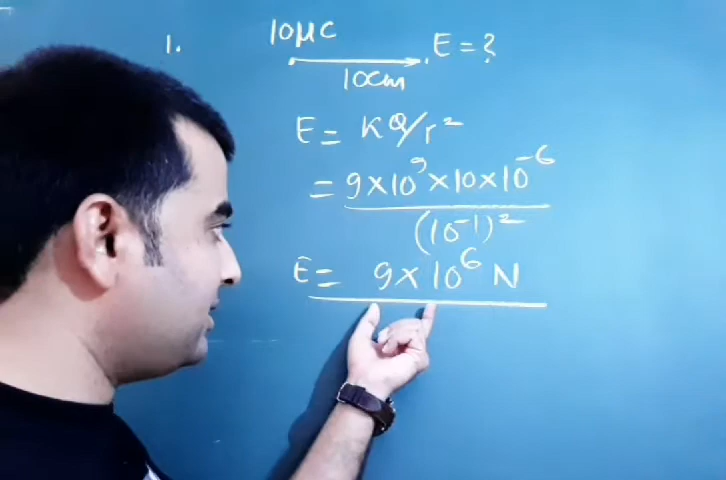 1. 10μC E = ?
10cm
E = KQ/r²
= 9×10⁹×10×10⁻⁶
(10⁻¹)²
E = 9×10⁶ N